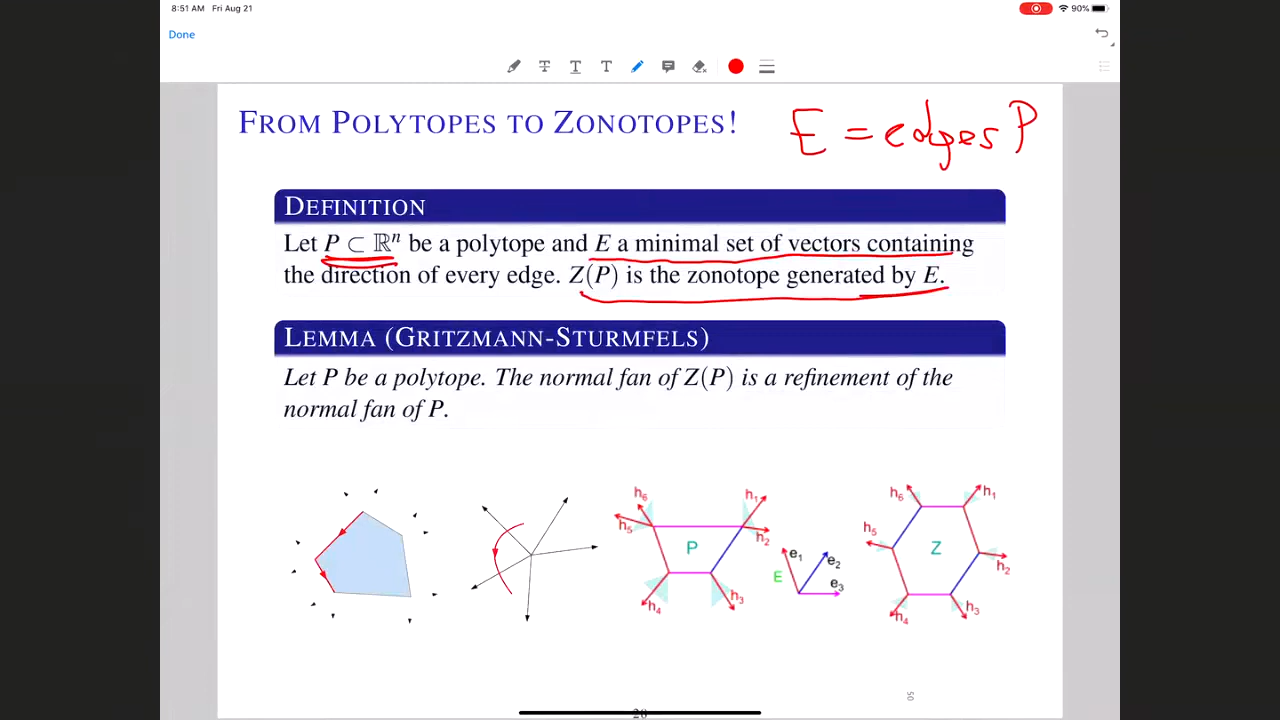 8:51 AM Fri Aug 21
90%
Done
FROM POLYTOPES TO ZONOTOPES!
E = edges P
DEFINITION
Let P ⊂ ℝⁿ be a polytope and E a minimal set of vectors containing
the direction of every edge. Z(P) is the zonotope generated by E.
LEMMA (GRITZMANN-STURMFELS)
Let P be a polytope. The normal fan of Z(P) is a refinement of the
normal fan of P.
h6 h1
h5 P h2
h4 h3
E e1 e2 e3
h6 h1
h5 Z h2
h4 h3
50